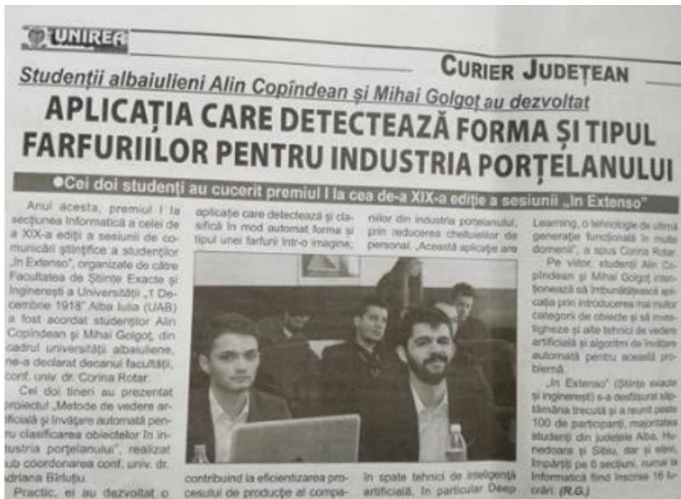 UNIREA
CURIER JUDEȚEAN
Studenții albaiulieni Alin Copîndean și Mihai Golgoț au dezvoltat
APLICAȚIA CARE DETECTEAZĂ FORMA ȘI TIPUL
FARFURIILOR PENTRU INDUSTRIA PORȚELANULUI
●Cei doi studenți au cucerit premiul I la cea de-a XIX-a ediție a sesiunii „In Extenso”
Anul acesta, premiul I la
secțiunea Informatică a celei de
a XIX-a ediții a sesiunii de co-
municări științifice a studenților
„In Extenso”, organizate de către
Facultatea de Științe Exacte și
Inginerești a Universității „1 De-
cembrie 1918” Alba Iulia (UAB)
a fost acordat studenților Alin
Copîndean și Mihai Golgoț, din
cadrul universității albaiuliene,
ne-a declarat decanul facultății,
conf. univ. dr. Corina Rotar.
Cei doi tineri au prezentat
proiectul „Metode de vedere ar-
tificială și învățare automată pen-
ru clasificarea obiectelor în in-
ustria porțelanului”, realizat
ub coordonarea conf. univ. dr.
Adriana Bîrluțiu.
Practic, ei au dezvoltat o
aplicație care detectează și cla-
sifică în mod automat forma și
tipul unei farfurii într-o imagine,
contribuind la eficientizarea pro-
cesului de producție al compa-
niilor din industria porțelanului,
prin reducerea cheltuielilor de
personal. „Această aplicație are
în spate tehnici de inteligență
artificială, în particular Deep
Learning, o tehnologie de ultimă
generație funcțională în multe
domenii”, a spus Corina Rotar.
Pe viitor, studenții Alin Co-
pîndean și Mihai Golgoț intenț-
ionează să îmbunătățească apli-
cația prin introducerea mai multor
categorii de obiecte și să inves-
tigheze și alte tehnici de vedere
artificială și algoritmi de învățare
automată pentru această pro-
blemă.
„In Extenso” (Științe exacte
și inginerești) s-a desfășurat săp-
tămâna trecută și a reunit peste
100 de participanți, majoritatea
studenți din județele Alba, Hu-
nedoara și Sibiu, dar și elevi,
împărțiți pe 6 secțiuni, numai la
Informatică fiind înscrise 16 lu-
crări. (R.G.)